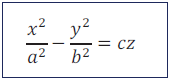 x²/a² − y²/b² = cz